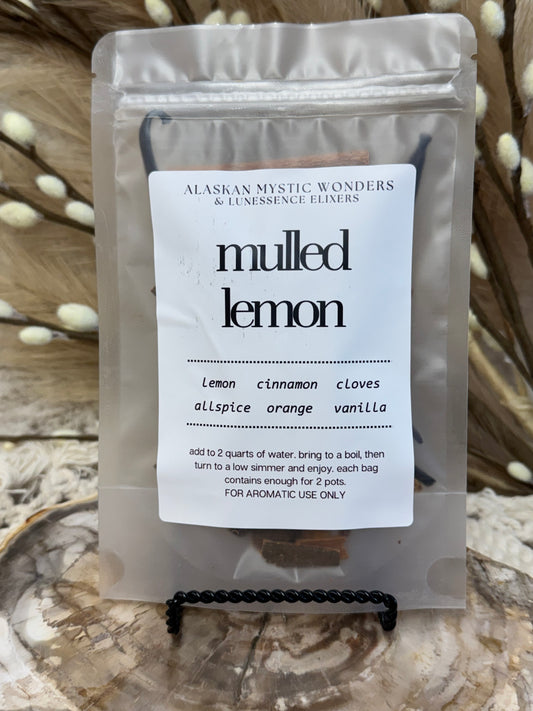 ALASKAN MYSTIC WONDERS
& LUNESSENCE ELIXERS
mulled
lemon
lemon cinnamon cloves
allspice orange vanilla
add to 2 quarts of water. bring to a boil, then
turn to a low simmer and enjoy. each bag
contains enough for 2 pots.
FOR AROMATIC USE ONLY